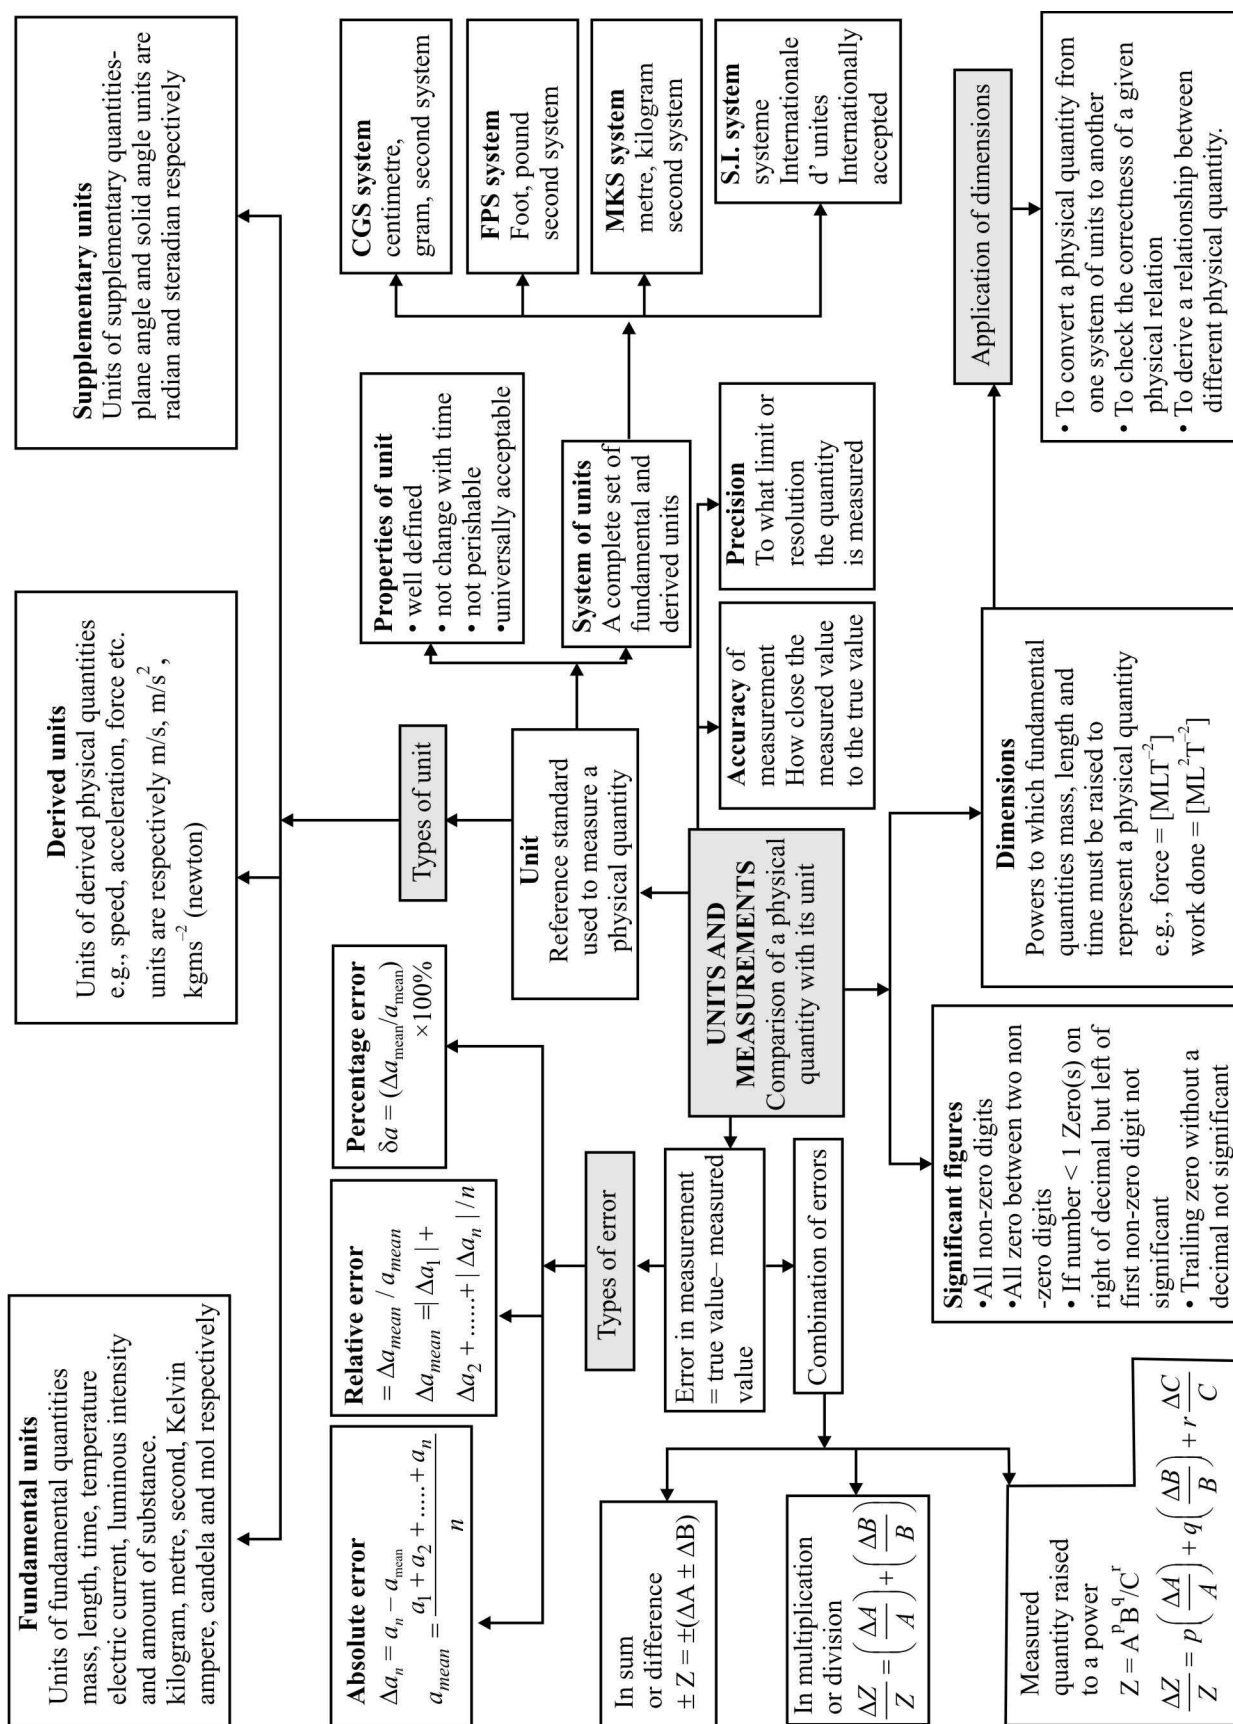 Fundamental units
Units of fundamental quantities
mass, length, time, temperature
electric current, luminous intensity
and amount of substance.
kilogram, metre, second, Kelvin
ampere, candela and mol respectively
Derived units
Units of derived physical quantities
e.g., speed, acceleration, force etc.
units are respectively m/s, m/s²,
kgms⁻² (newton)
Supplementary units
Units of supplementary quantities-
plane angle and solid angle units are
radian and steradian respectively
Absolute error
Δaₙ = aₙ – a_mean
a_mean = (a₁ + a₂ + ..... + aₙ) / n
Relative error
= Δa_mean / a_mean
Δa_mean = | Δa₁ | +
Δa₂ + ......+ | Δaₙ | / n
Percentage error
δa = (Δa_mean/a_mean)
×100%
Types of error
Types of unit
Properties of unit
• well defined
• not change with time
• not perishable
•universally acceptable
CGS system
centimetre,
gram, second system
FPS system
Foot, pound
second system
MKS system
metre, kilogram
second system
S.I. system
systeme
Internationale
d' unites
Internationally
accepted
Unit
Reference standard
used to measure a
physical quantity
System of units
A complete set of
fundamental and
derived units
Error in measurement
= true value– measured
value
Combination of errors
UNITS AND
MEASUREMENTS
Comparison of a physical
quantity with its unit
Accuracy of
measurement
How close the
measured value
to the true value
Precision
To what limit or
resolution
the quantity
is measured
In sum
or difference
± Z = ±(ΔA ± ΔB)
In multiplication
or division
ΔZ/Z = (ΔA/A) + (ΔB/B)
Measured
quantity raised
to a power
Z = AᵖB^q/Cʳ
ΔZ/Z = p(ΔA/A) + q(ΔB/B) + r ΔC/C
Significant figures
•All non-zero digits
•All zero between two non
-zero digits
• If number < 1 Zero(s) on
right of decimal but left of
first non-zero digit not
significant
• Trailing zero without a
decimal not significant
Dimensions
Powers to which fundamental
quantities mass, length and
time must be raised to
represent a physical quantity
e.g., force = [MLT⁻²]
work done = [ML²T⁻²]
Application of dimensions
• To convert a physical quantity from
one system of units to another
• To check the correctness of a given
physical relation
• To derive a relationship between
different physical quantity.